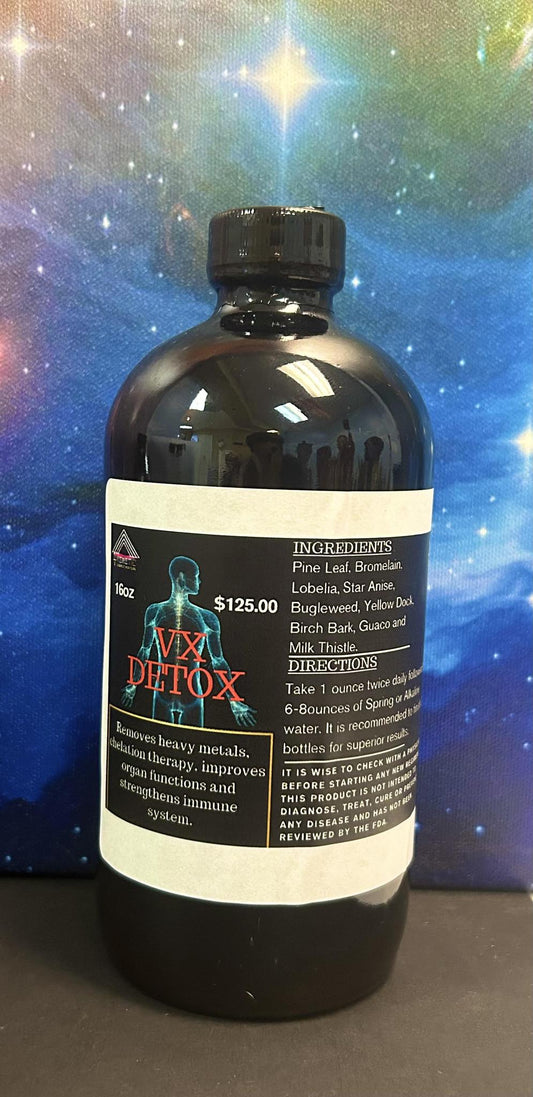 16oz
$125.00
VX
DETOX
Removes heavy metals,
chelation therapy, improves
organ functions and
strengthens immune
system.
INGREDIENTS
Pine Leaf, Bromelain,
Lobelia, Star Anise,
Bugleweed, Yellow Dock,
Birch Bark, Guaco and
Milk Thistle.
DIRECTIONS
Take 1 ounce twice daily
6-8ounces of Spring or
water. It is recommended to
bottles for superior results.
IT IS WISE TO CHECK WITH A
BEFORE STARTING ANY NEW
THIS PRODUCT IS NOT
DIAGNOSE, TREAT, CURE OR
ANY DISEASE AND HAS NOT BEEN
REVIEWED BY THE FDA.